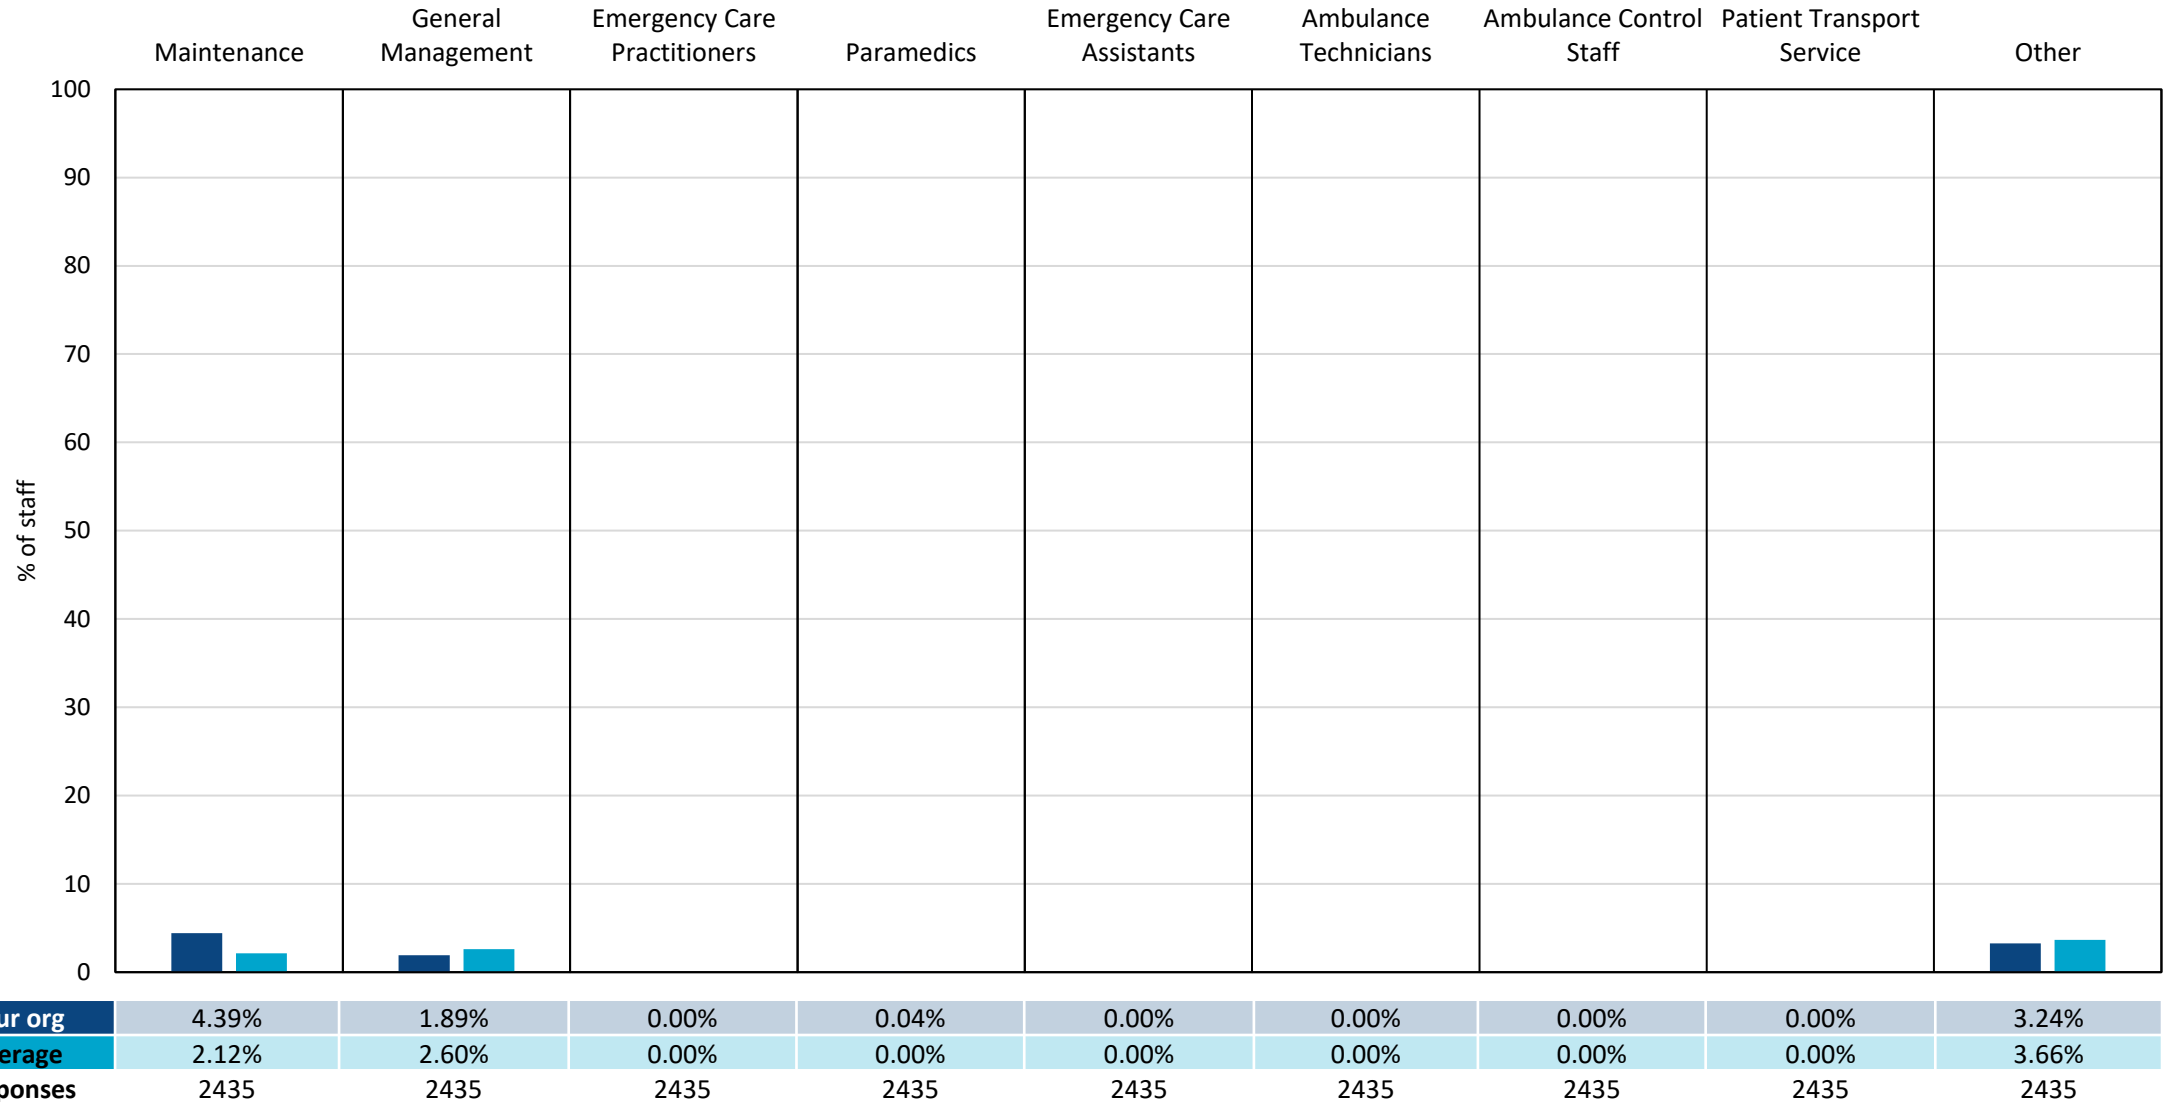 Maintenance
General Management
Emergency Care Practitioners
Paramedics
Emergency Care Assistants
Ambulance Technicians
Ambulance Control Staff
Patient Transport Service
Other
% of staff
100
90
80
70
60
50
40
30
20
10
0
ur org 4.39% 1.89% 0.00% 0.04% 0.00% 0.00% 0.00% 0.00% 3.24%
erage 2.12% 2.60% 0.00% 0.00% 0.00% 0.00% 0.00% 0.00% 3.66%
ponses 2435 2435 2435 2435 2435 2435 2435 2435 2435